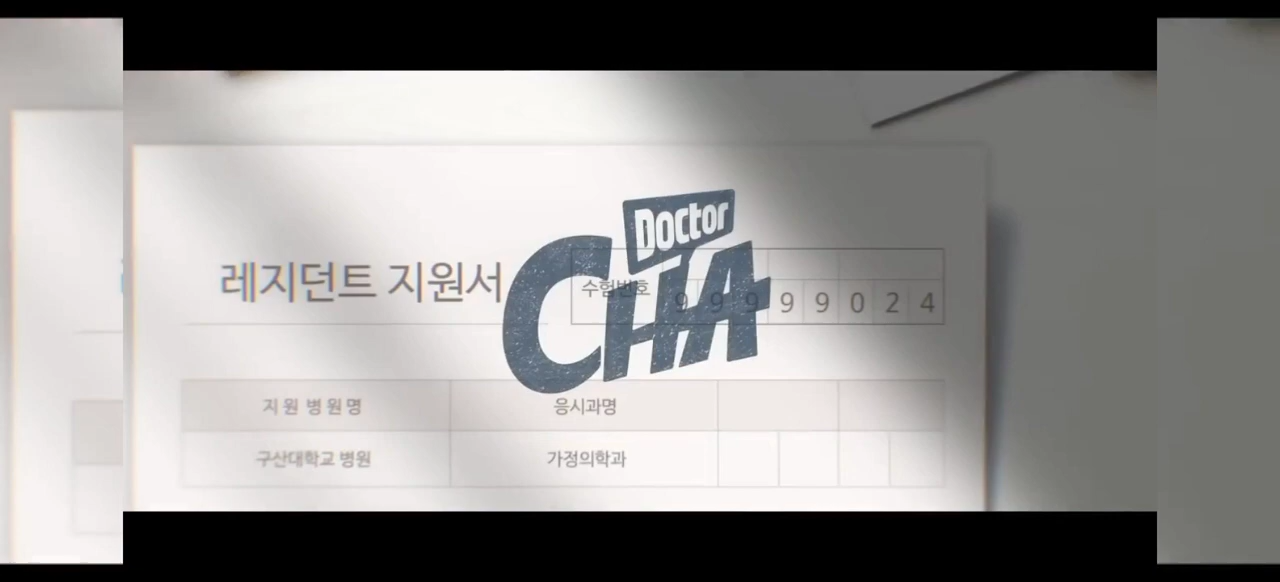 Doctor
CHA
레지던트 지원서
수험번호
99999024
지원 병원명 응시과명
구산대학교 병원 가정의학과